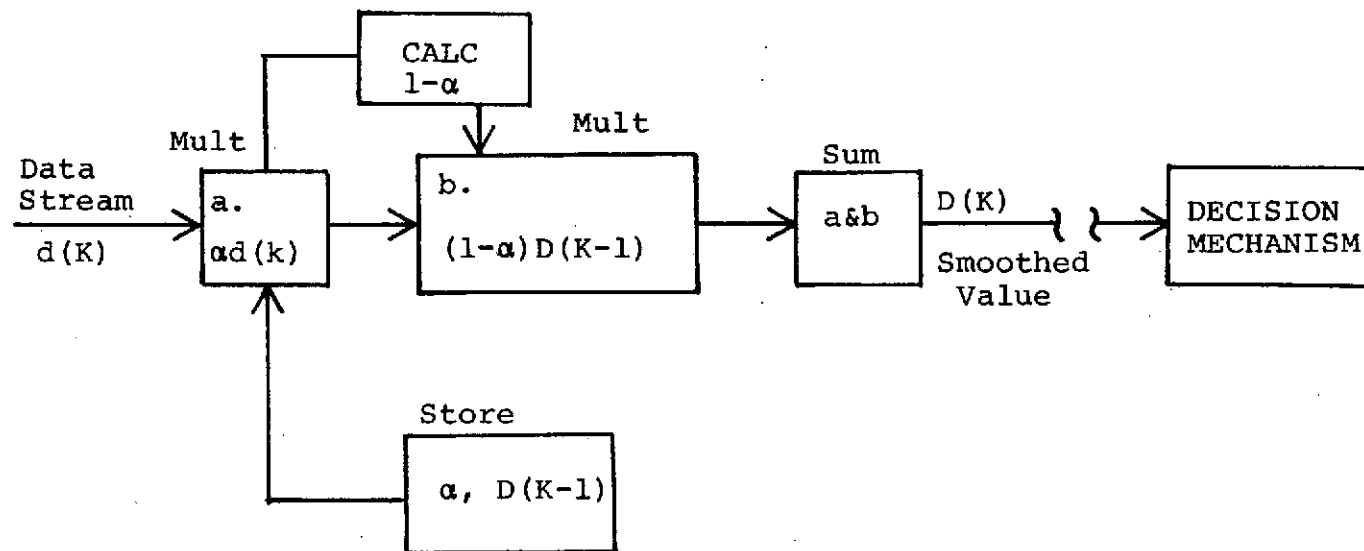 CALC
1-α
Mult
Mult
Data
Stream
d(K)
a.
αd(k)
b.
(1-α)D(K-1)
Sum
a&b
D(K)
Smoothed
Value
DECISION
MECHANISM
Store
α, D(K-1)